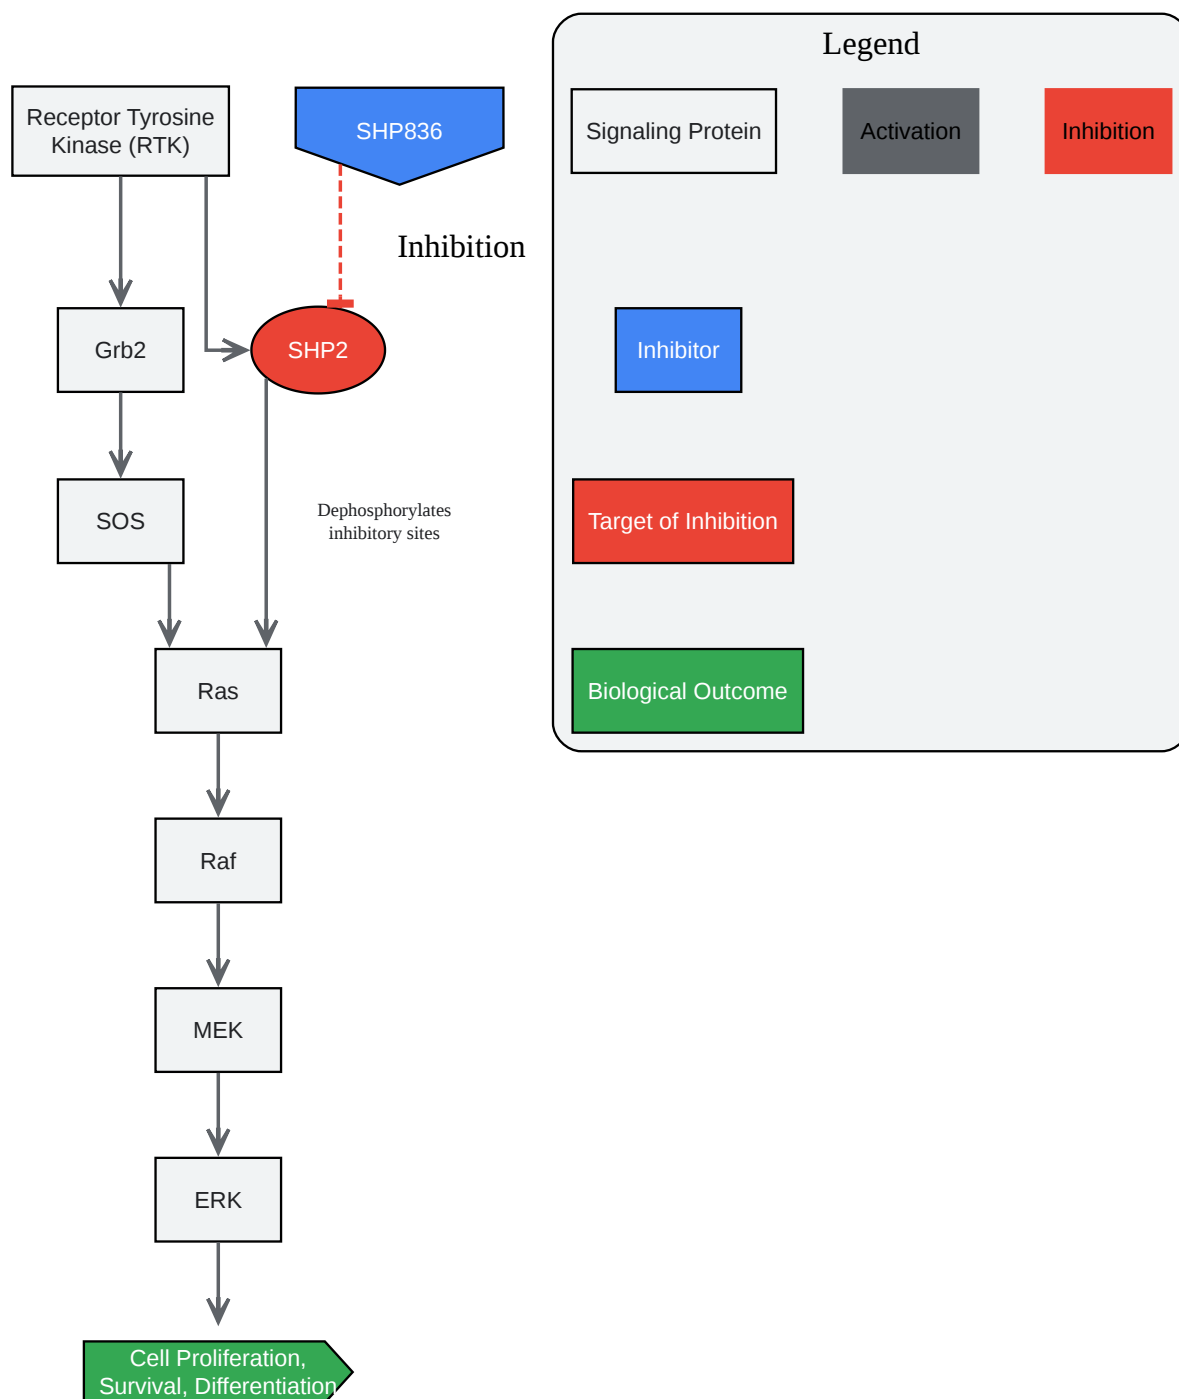 Legend
Receptor Tyrosine
Kinase (RTK)
SHP836
Signaling Protein
Activation
Inhibition
Inhibition
Grb2
SHP2
Inhibitor
SOS
Dephosphorylates
inhibitory sites
Target of Inhibition
Ras
Biological Outcome
Raf
MEK
ERK
Cell Proliferation,
Survival, Differentiation